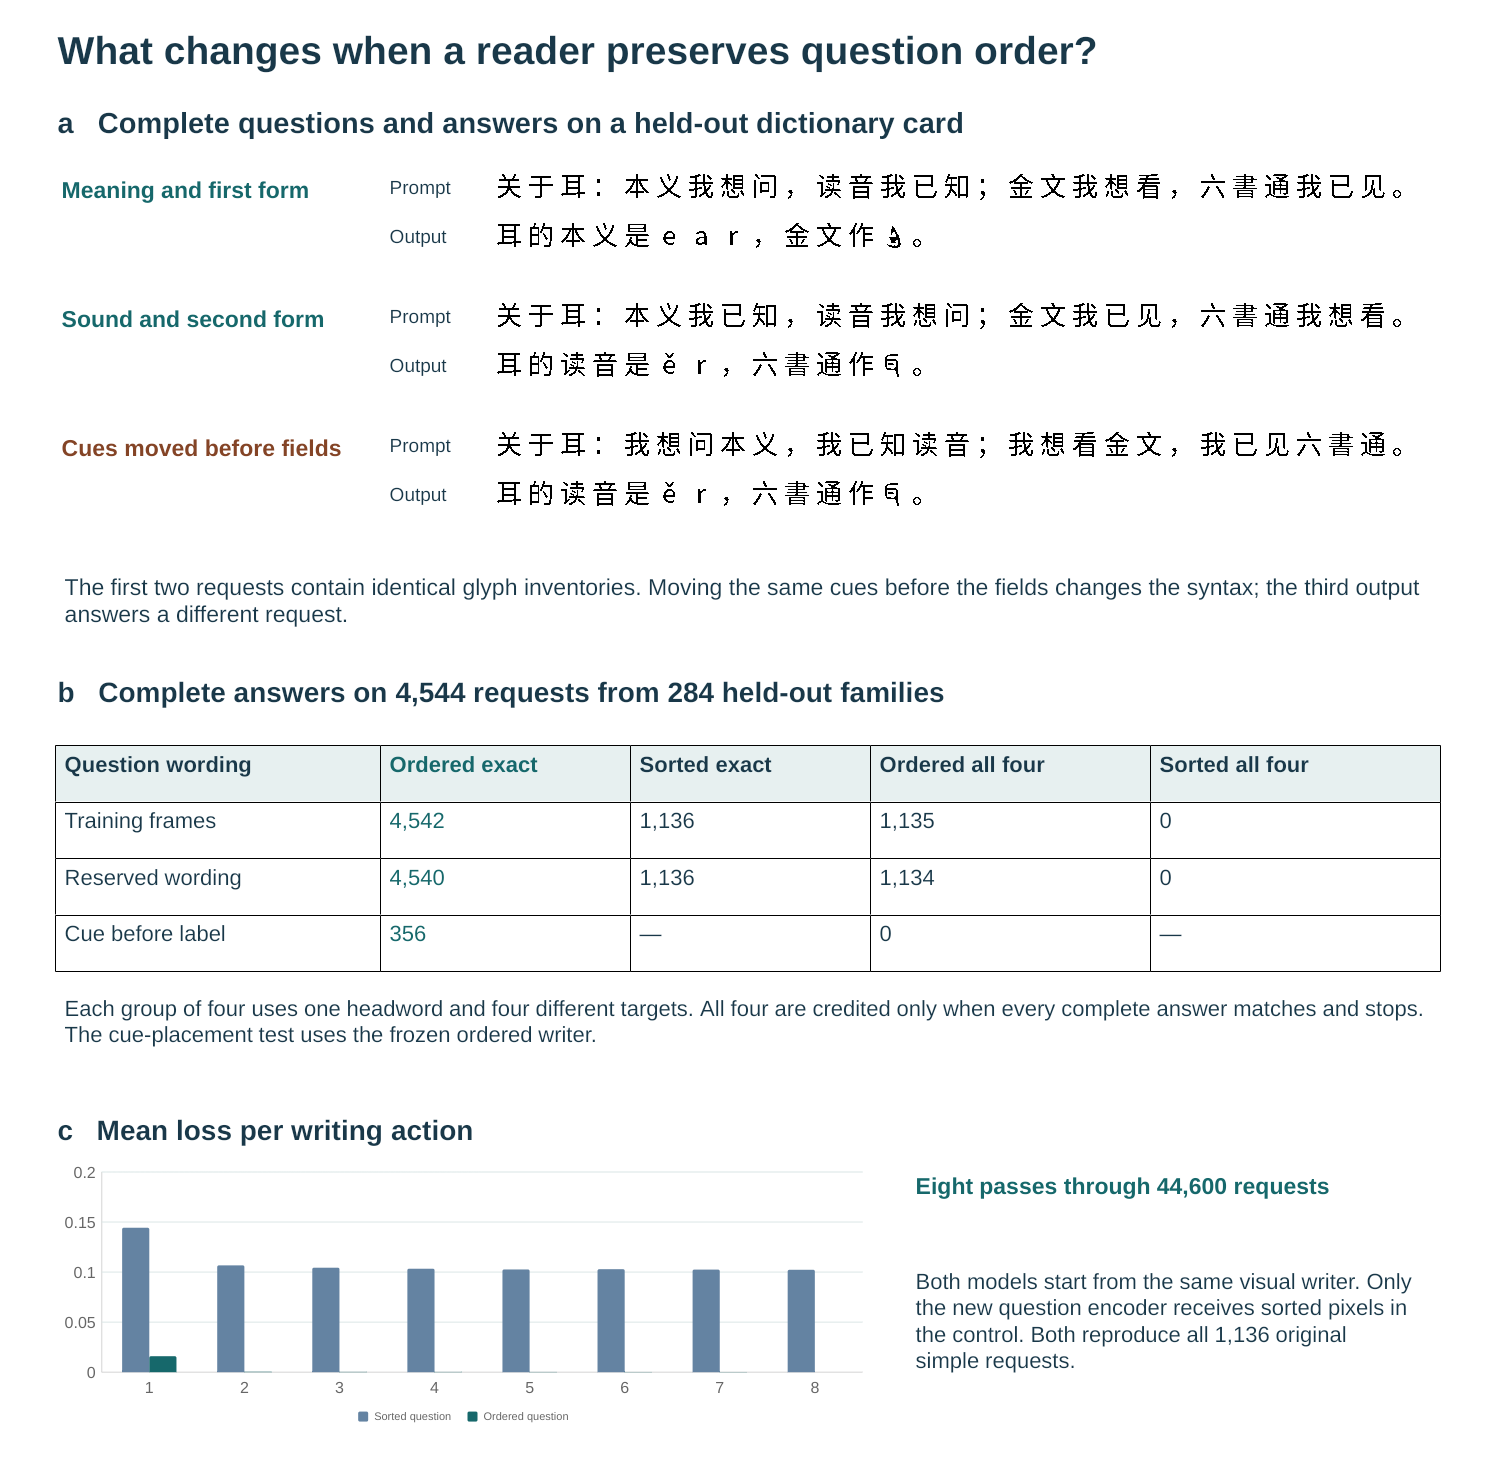 What changes when a reader preserves question order?
a Complete questions and answers on a held-out dictionary card
Meaning and first form
Prompt 关于耳：本义我想问，读音我已知；金文我想看，六書通我已见。
Output 耳的本义是ear，金文作。
Sound and second form
Prompt 关于耳：本义我已知，读音我想问；金文我已见，六書通我想看。
Output 耳的读音是ěr，六書通作。
Cues moved before fields
Prompt 关于耳：我想问本义，我已知读音；我想看金文，我已见六書通。
Output 耳的读音是ěr，六書通作。
The first two requests contain identical glyph inventories. Moving the same cues before the fields changes the syntax; the third output
answers a different request.
b Complete answers on 4,544 requests from 284 held-out families
Question wording Ordered exact Sorted exact Ordered all four Sorted all four
Training frames 4,542 1,136 1,135 0
Reserved wording 4,540 1,136 1,134 0
Cue before label 356 — 0 —
Each group of four uses one headword and four different targets. All four are credited only when every complete answer matches and stops.
The cue-placement test uses the frozen ordered writer.
c Mean loss per writing action
0.2
0.15
0.1
0.05
0
1 2 3 4 5 6 7 8
Sorted question Ordered question
Eight passes through 44,600 requests
Both models start from the same visual writer. Only
the new question encoder receives sorted pixels in
the control. Both reproduce all 1,136 original
simple requests.